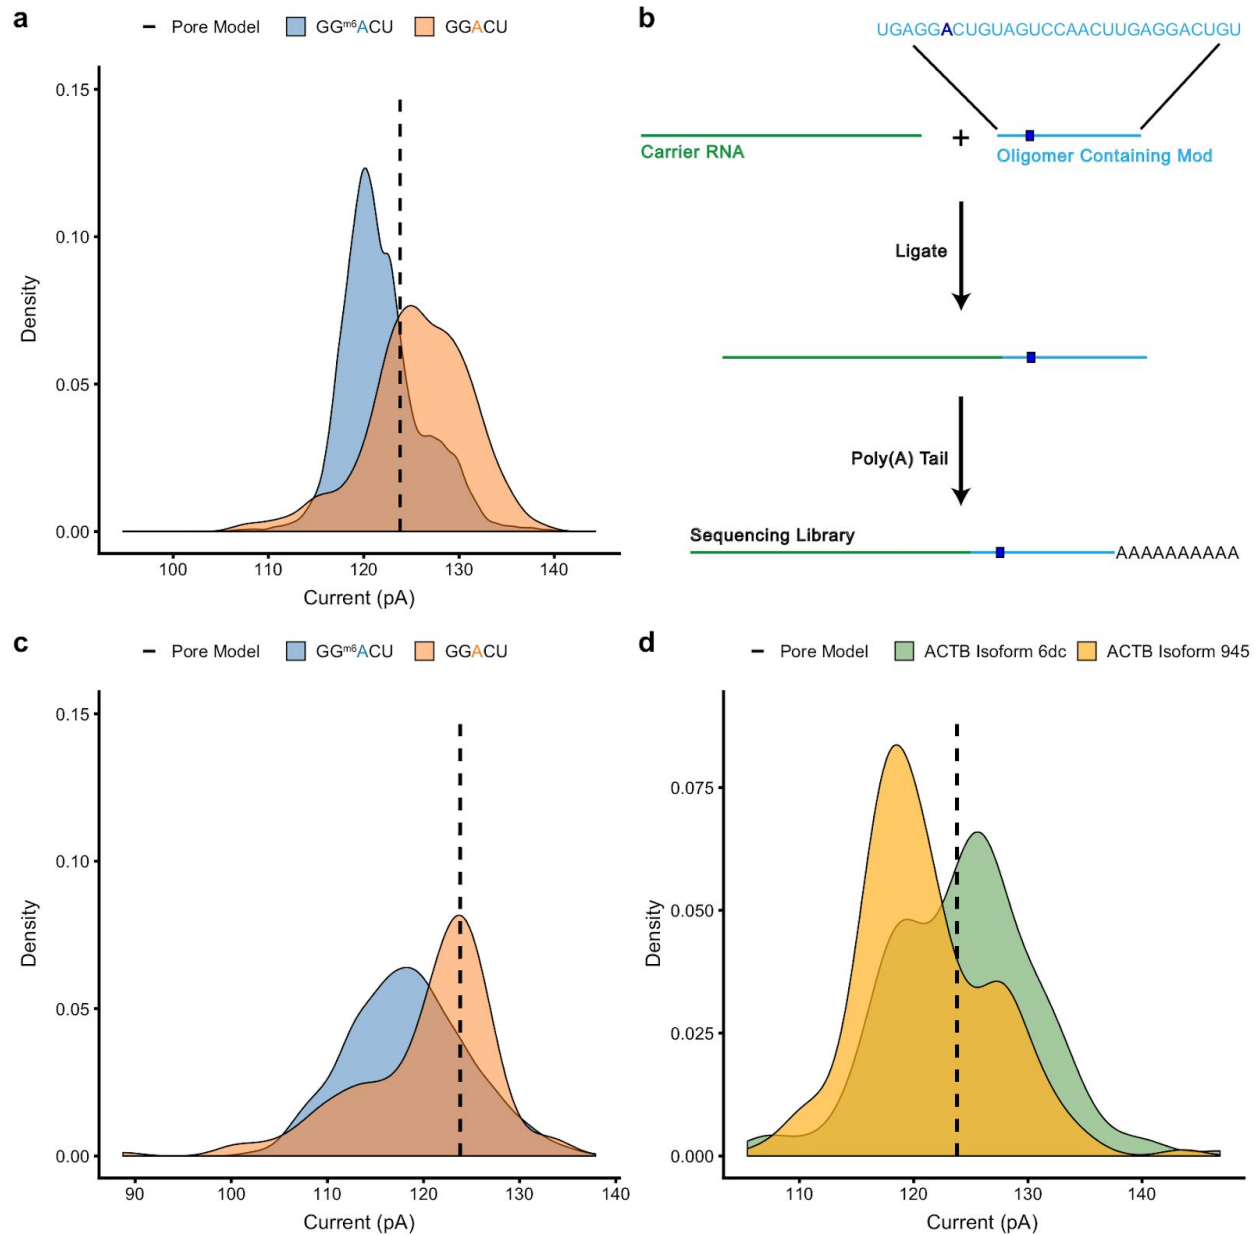 a
Pore Model GGᵐ⁶ACU GGACU
0.15
0.10
0.05
0.00
Density
100 110 120 130 140
Current (pA)
b
UGAGGACUGUAGUCCAACUUGAGGACUGU
Carrier RNA
+
Oligomer Containing Mod
Ligate
Poly(A) Tail
Sequencing Library
AAAAAAAAAA
c
Pore Model GGᵐ⁶ACU GGACU
0.15
0.10
0.05
0.00
Density
90 100 110 120 130 140
Current (pA)
d
Pore Model ACTB Isoform 6dc ACTB Isoform 945
0.075
0.050
0.025
0.000
Density
110 120 130 140
Current (pA)